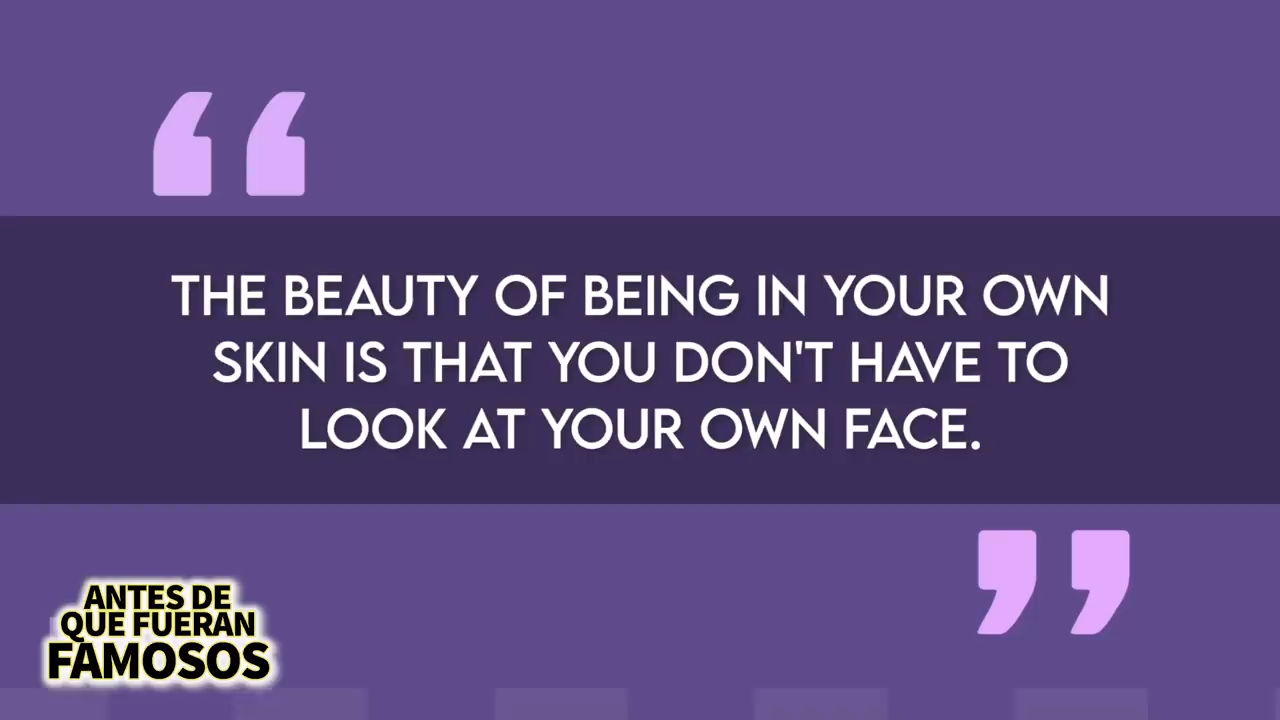 THE BEAUTY OF BEING IN YOUR OWN
SKIN IS THAT YOU DON'T HAVE TO
LOOK AT YOUR OWN FACE.
ANTES DE
QUE FUERAN
FAMOSOS